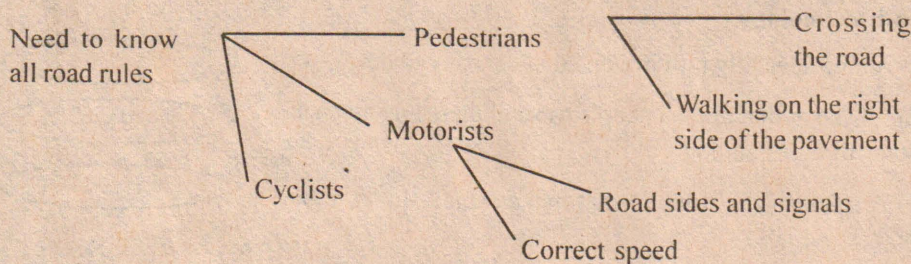 Need to know
all road rules
Pedestrians
Crossing
the road
Walking on the right
side of the pavement
Motorists
Cyclists
Road sides and signals
Correct speed